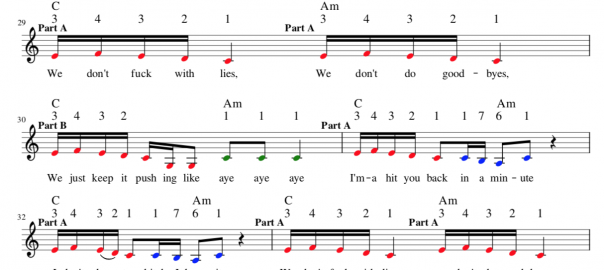 C Am
3 4 3 2 1 3 4 3 2 1
29 Part A Part A
We don't fuck with lies, We don't do good - byes,
C Am C Am
3 4 3 2 1 1 1 3 4 3 2 1 1 7 6 1
30 Part B Part A
We just keep it push ing like aye aye aye I'm-a hit you back in a min-ute
C Am C Am
3 4 3 2 1 1 7 6 1 3 4 3 2 1 3 4 3 2 1
32 Part A Part A Part A